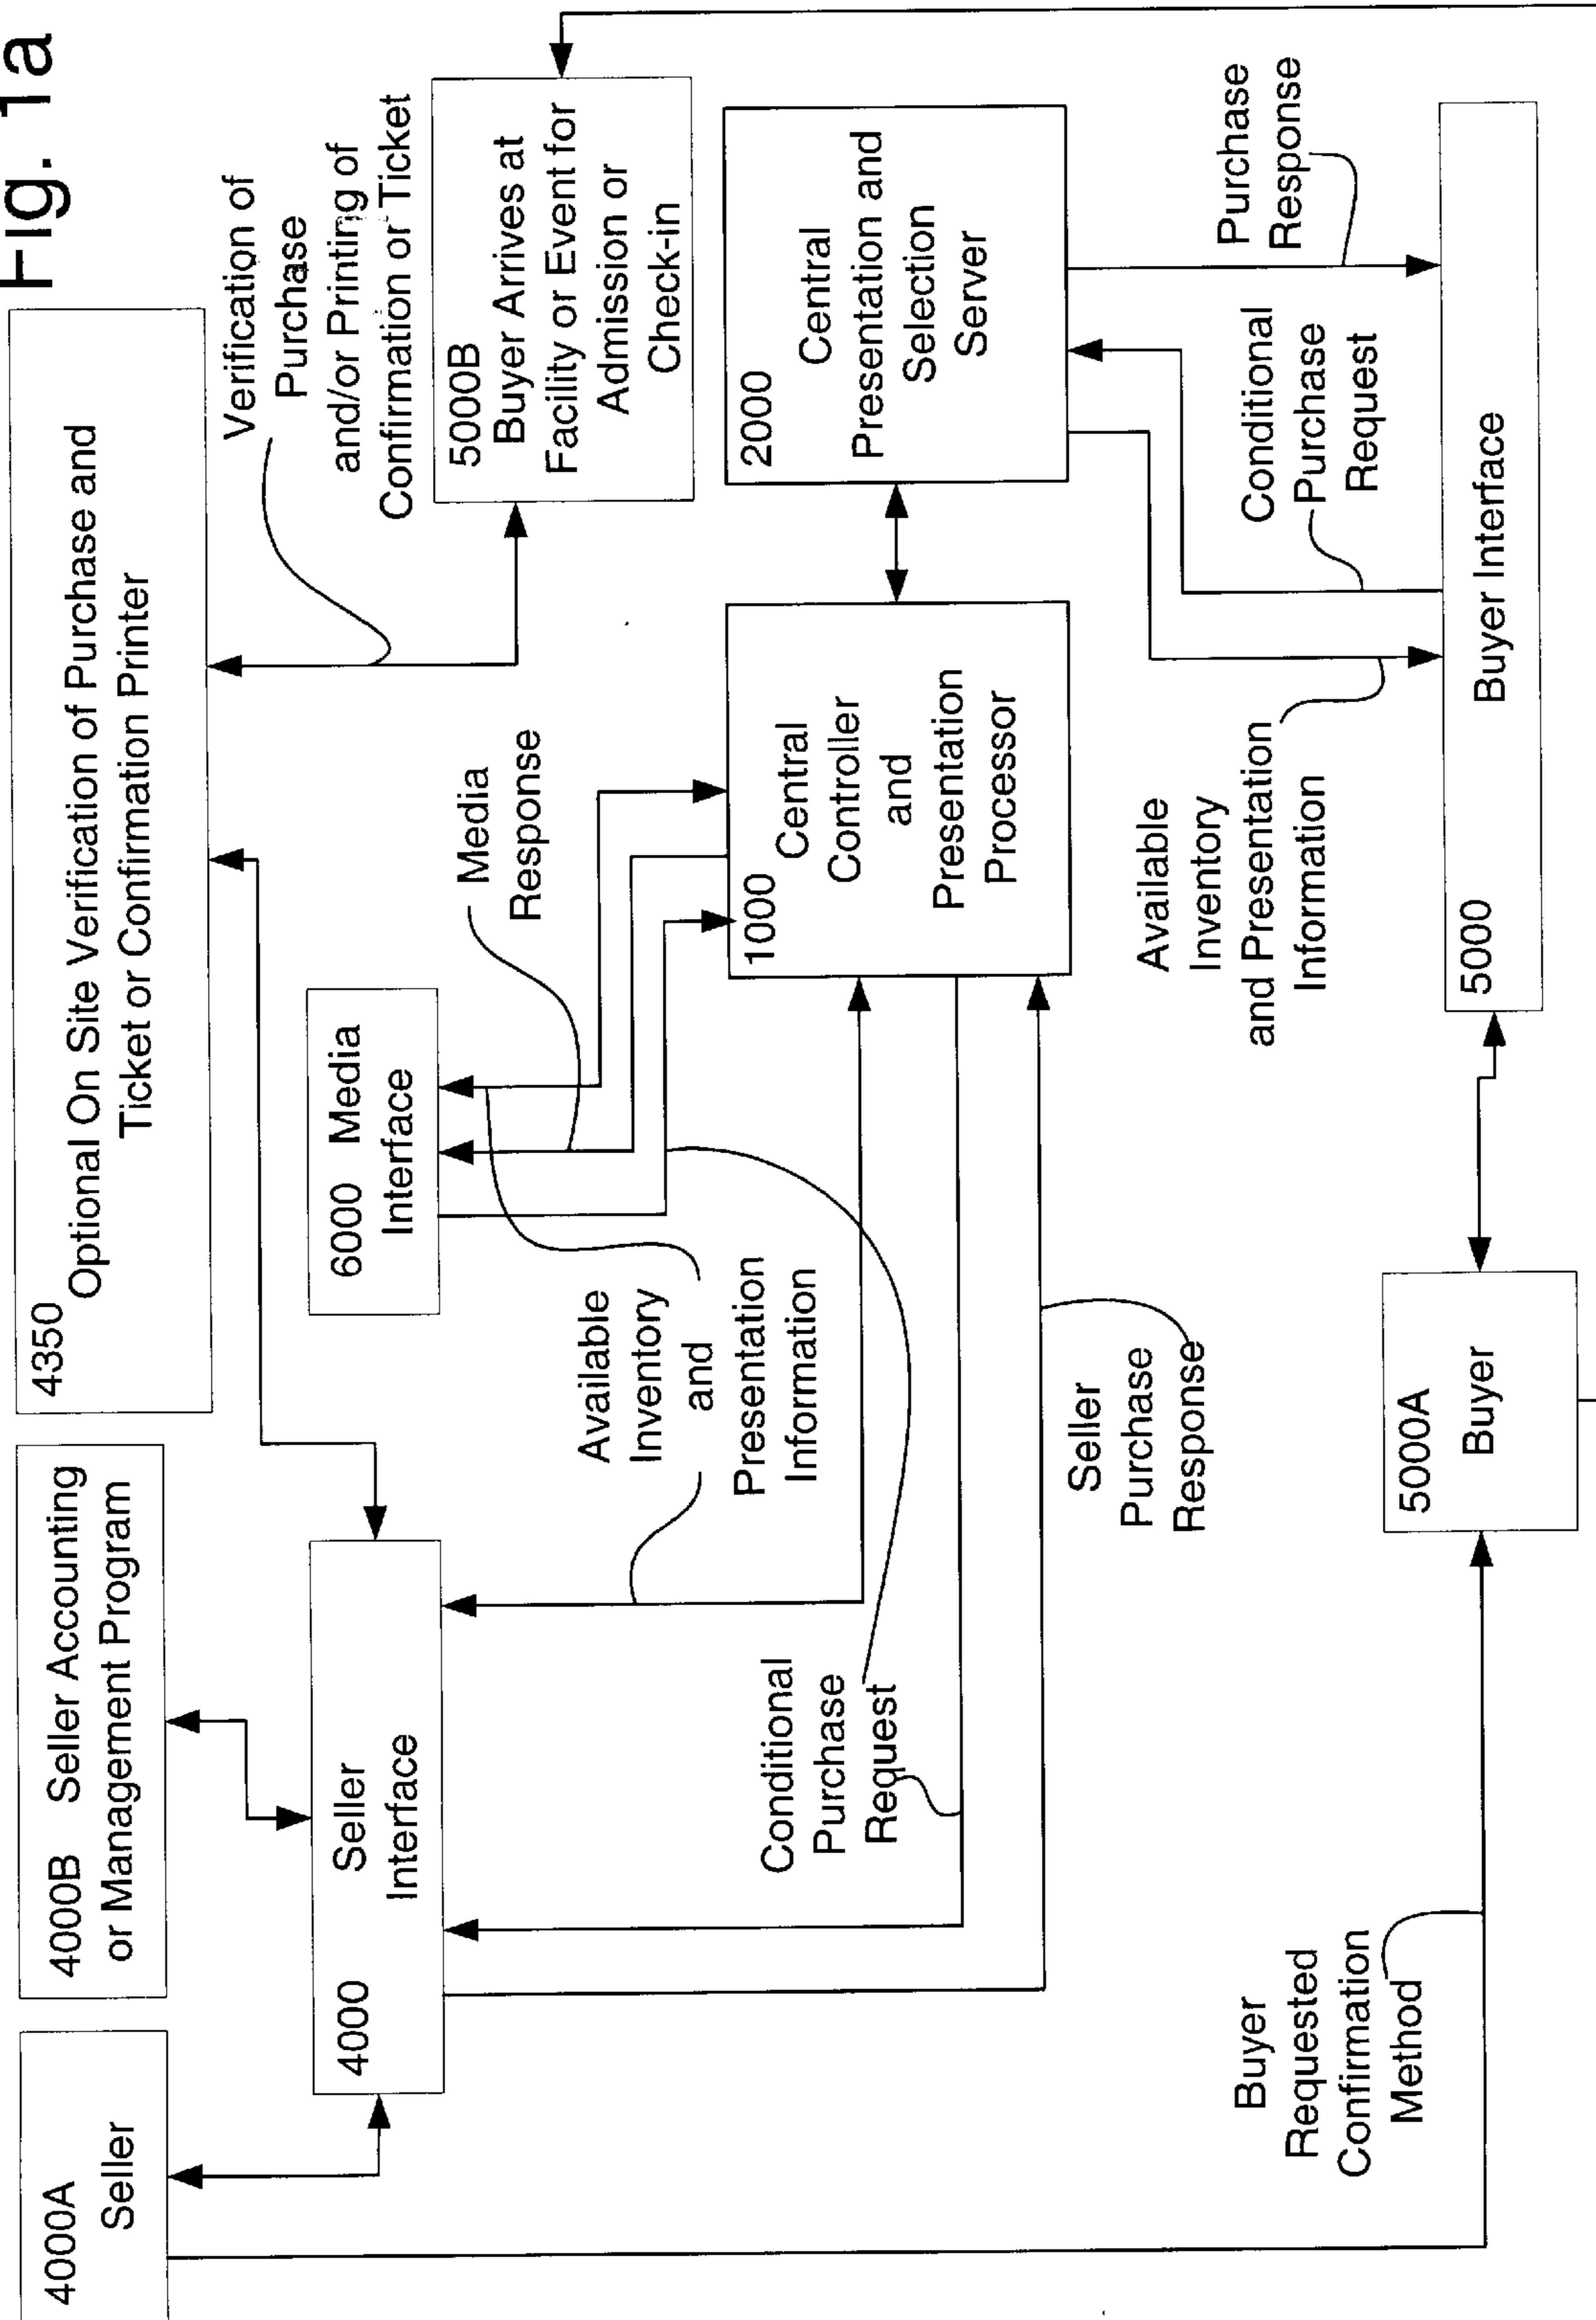 Fig. 1a
4000A
Seller
4000B Seller Accounting
or Management Program
4350
Optional On Site Verification of Purchase and
Ticket or Confirmation Printer
Verification of
Purchase
and/or Printing of
Confirmation or Ticket
4000
Seller
Interface
6000 Media
Interface
Media
Response
5000B
Buyer Arrives at
Facility or Event for
Admission or
Check-in
Available
Inventory
and
Presentation
Information
Conditional
Purchase
Request
1000
Central
Controller
and
Presentation
Processor
2000
Central
Presentation and
Selection
Server
Seller
Purchase
Response
Available
Inventory
and Presentation
Information
Conditional
Purchase
Request
Purchase
Response
Buyer
Requested
Confirmation
Method
5000A
Buyer
5000
Buyer Interface